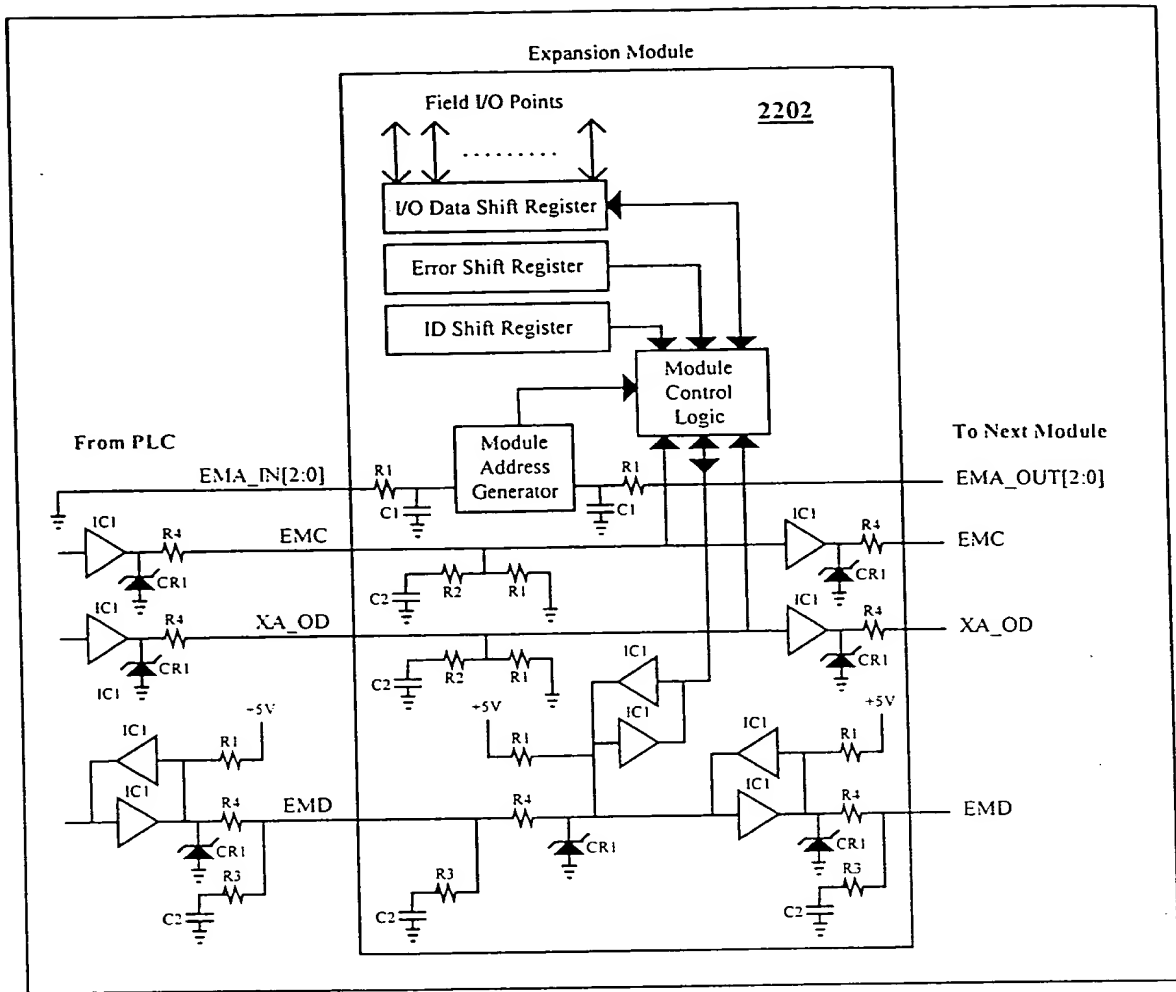 Expansion Module
Field I/O Points
2202
I/O Data Shift Register
Error Shift Register
ID Shift Register
Module
Control
Logic
From PLC
Module
Address
Generator
To Next Module
EMA_IN[2:0]
R1
R1
EMA_OUT[2:0]
C1
C1
IC1
R4
EMC
IC1
R4
EMC
CR1
C2
R2
R1
CR1
IC1
R4
XA_OD
IC1
R4
XA_OD
CR1
IC1
C2
R2
R1
CR1
IC1
+5V
+5V
IC1
+5V
IC1
R1
R1
IC1
R1
IC1
R4
EMD
R4
IC1
R4
EMD
CR1
CR1
CR1
R3
R3
R3
C2
C2
C2